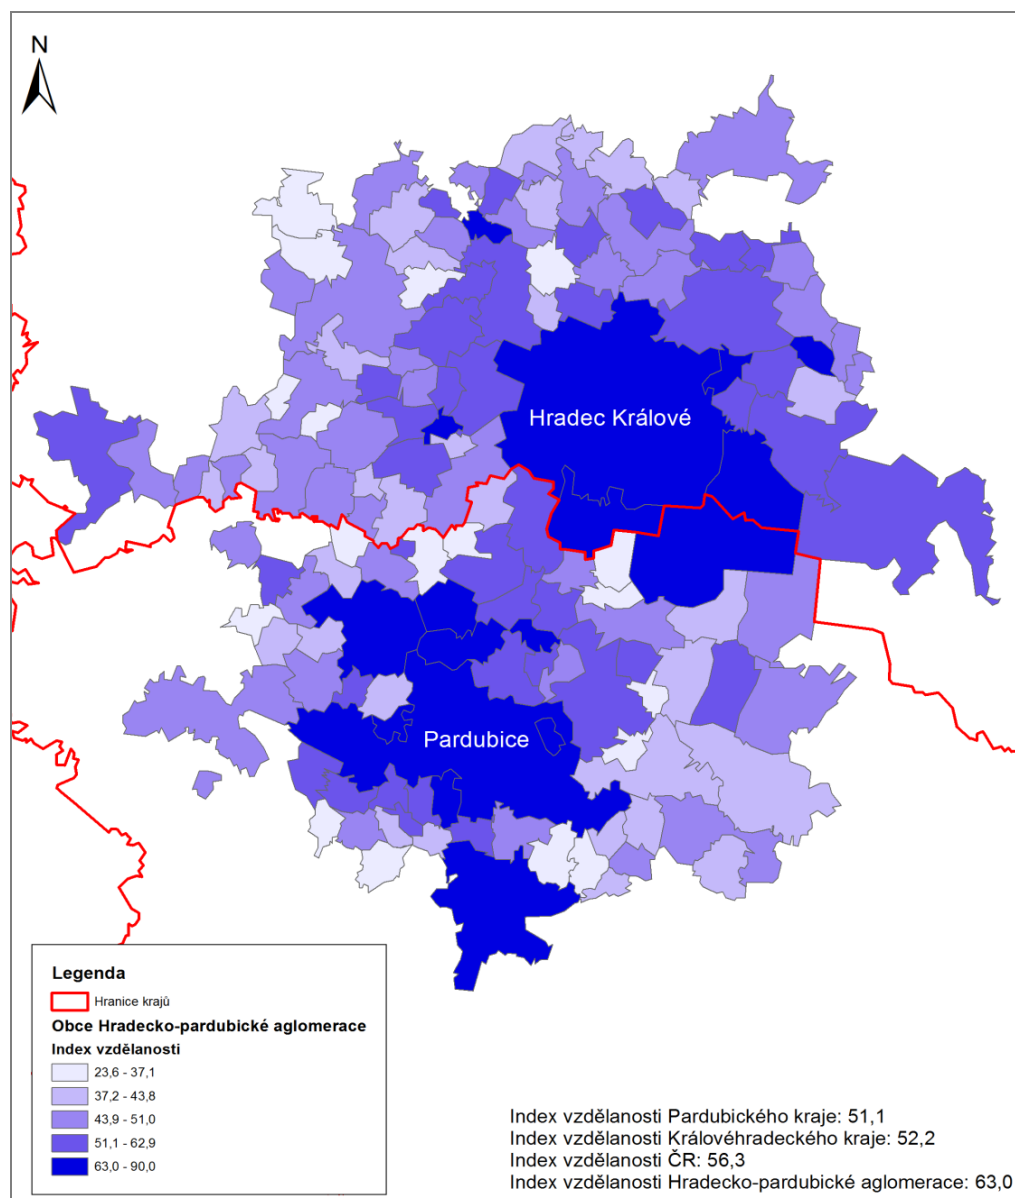 N
Hradec Králové
Pardubice
Legenda
Hranice krajů
Obce Hradecko-pardubické aglomerace
Index vzdělanosti
23,6 - 37,1
37,2 - 43,8
43,9 - 51,0
51,1 - 62,9
63,0 - 90,0
Index vzdělanosti Pardubického kraje: 51,1
Index vzdělanosti Královéhradeckého kraje: 52,2
Index vzdělanosti ČR: 56,3
Index vzdělanosti Hradecko-pardubické aglomerace: 63,0